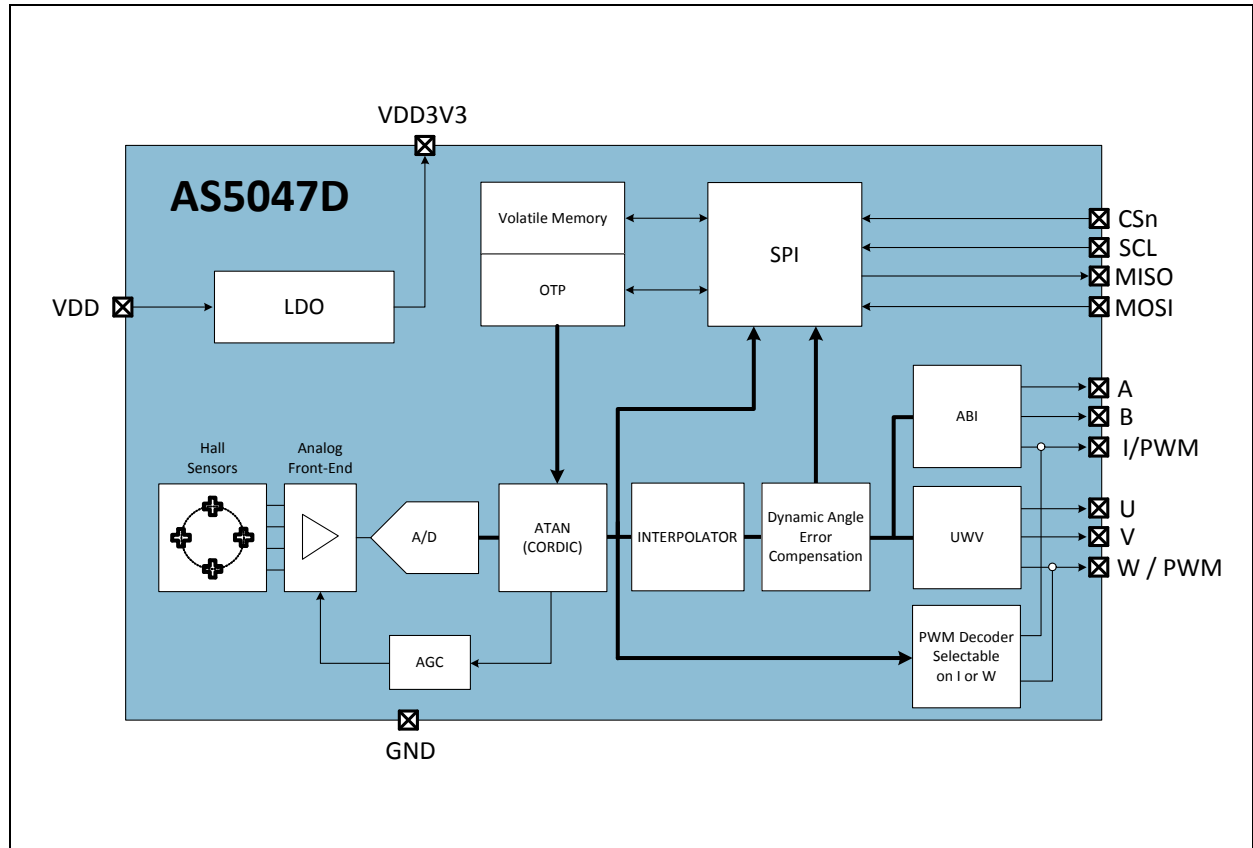 VDD3V3
AS5047D
Volatile Memory
OTP
SPI
CSn
SCL
MISO
MOSI
VDD
LDO
A
B
I/PWM
ABI
Hall
Sensors
Analog
Front-End
A/D
ATAN
(CORDIC)
INTERPOLATOR
Dynamic Angle
Error
Compensation
UWV
U
V
W / PWM
PWM Decoder
Selectable
on I or W
AGC
GND